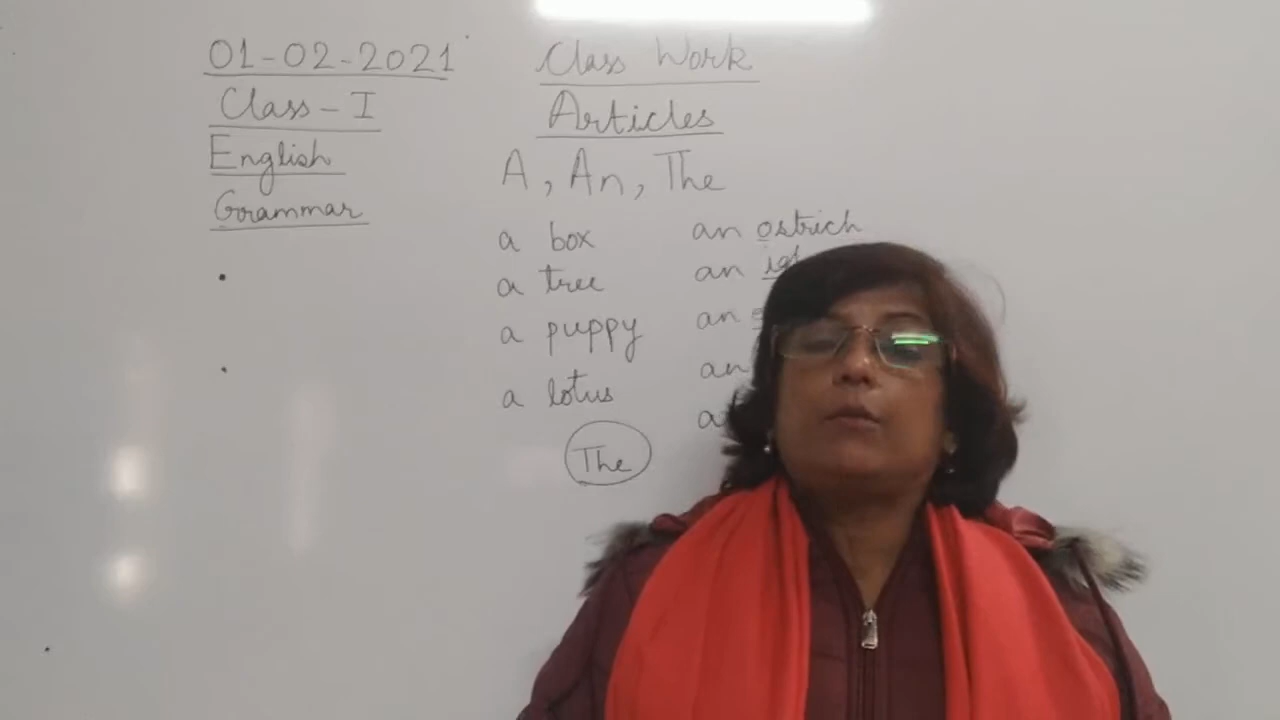 01-02-2021
Class - I
English
Grammar
Class Work
Articles
A, An, The
a box
a tree
a puppy
a lotus
an ostrich
an
an
an
The